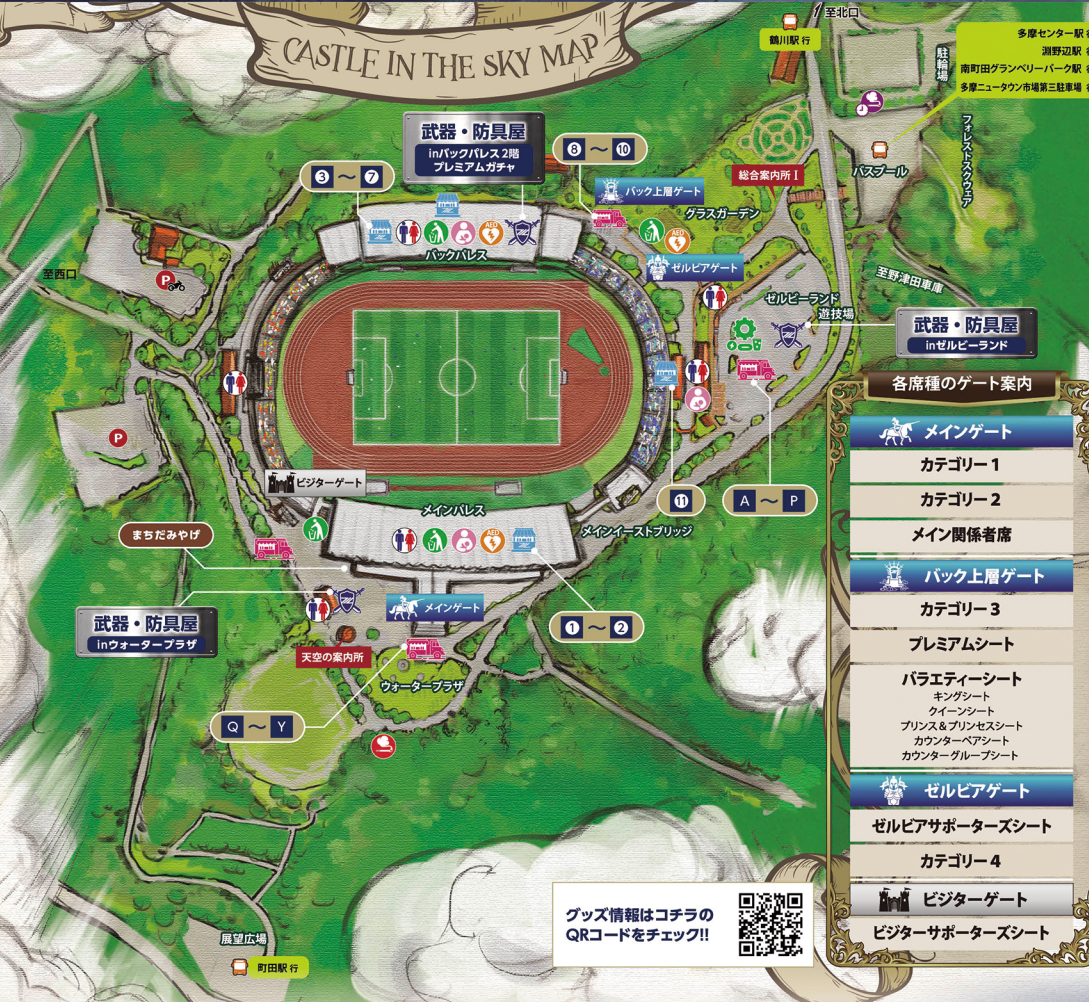 CASTLE IN THE SKY MAP
至北口
鶴川駅 行
多摩センター駅
淵野辺駅
南町田グランベリーパーク駅
多摩ニュータウン市場第三駐車場
駐輪場
バスプール
フォレストスクウェア
武器・防具屋
inバックパレス2階
プレミアムガチャ
3 〜 7
8 〜 10
バック上層ゲート
総合案内所 I
グラスガーデン
AED
AED
バックパレス
ゼルビアゲート
至西口
P
至野津田車庫
ゼルビーランド
遊技場
武器・防具屋
inゼルビーランド
P
ビジターゲート
11
A 〜 P
メインパレス
メインイーストブリッジ
AED
まちだみやげ
武器・防具屋
inウォータープラザ
メインゲート
1 〜 2
天空の案内所
ウォータープラザ
Q 〜 Y
展望広場
町田駅 行
グッズ情報はコチラの
QRコードをチェック!!
各席種のゲート案内
メインゲート
カテゴリー 1
カテゴリー 2
メイン関係者席
バック上層ゲート
カテゴリー 3
プレミアムシート
バラエティーシート
キングシート
クイーンシート
プリンス&プリンセスシート
カウンターペアシート
カウンターグループシート
ゼルビアゲート
ゼルビアサポーターズシート
カテゴリー 4
ビジターゲート
ビジターサポーターズシート